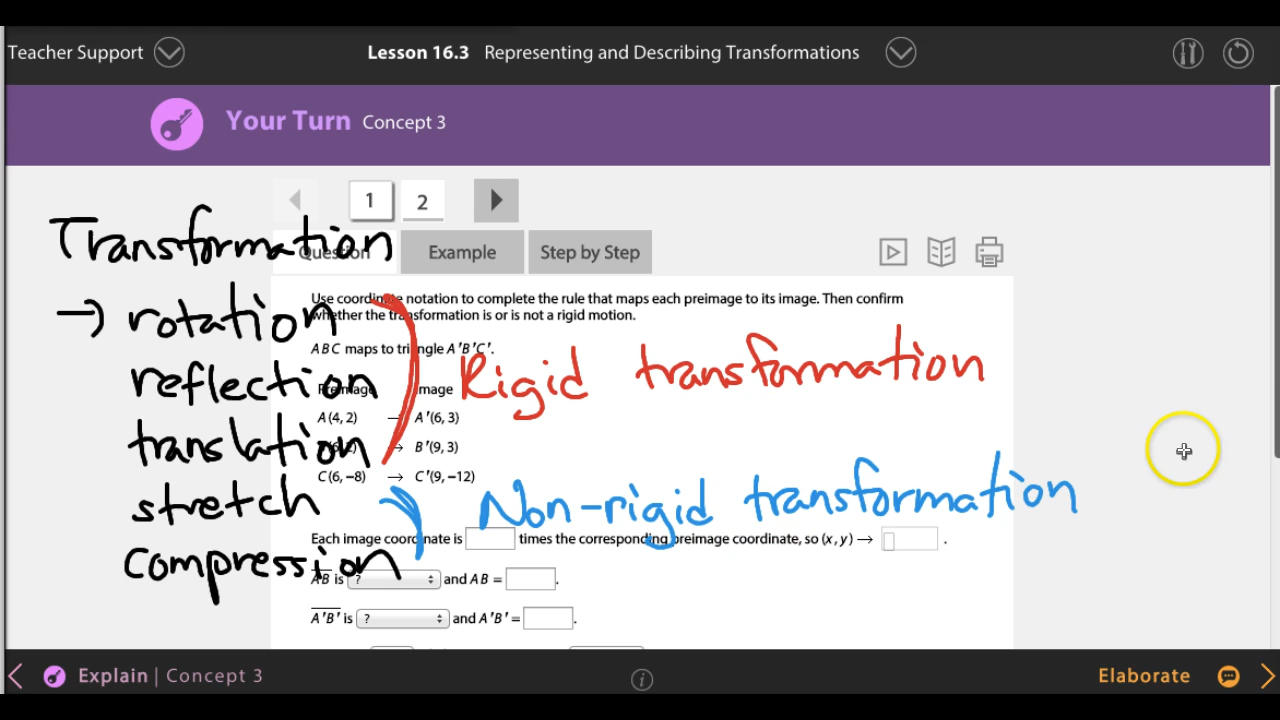 Teacher Support
Lesson 16.3 Representing and Describing Transformations
Your Turn Concept 3
1 2
Question Example Step by Step
Transformation
→ rotation
reflection
translation
stretch
compression
Rigid transformation
Non-rigid transformation
Use coordinate notation to complete the rule that maps each preimage to its image. Then confirm
whether the transformation is or is not a rigid motion.
ABC maps to triangle A′B′C′.
Preimage Image
A(4, 2) → A′(6, 3)
→ B′(9, 3)
C(6, −8) → C′(9, −12)
Each image coordinate is times the corresponding preimage coordinate, so (x, y) → .
AB is ? and AB = .
A′B′ is ? and A′B′ = .
Explain | Concept 3
i
Elaborate